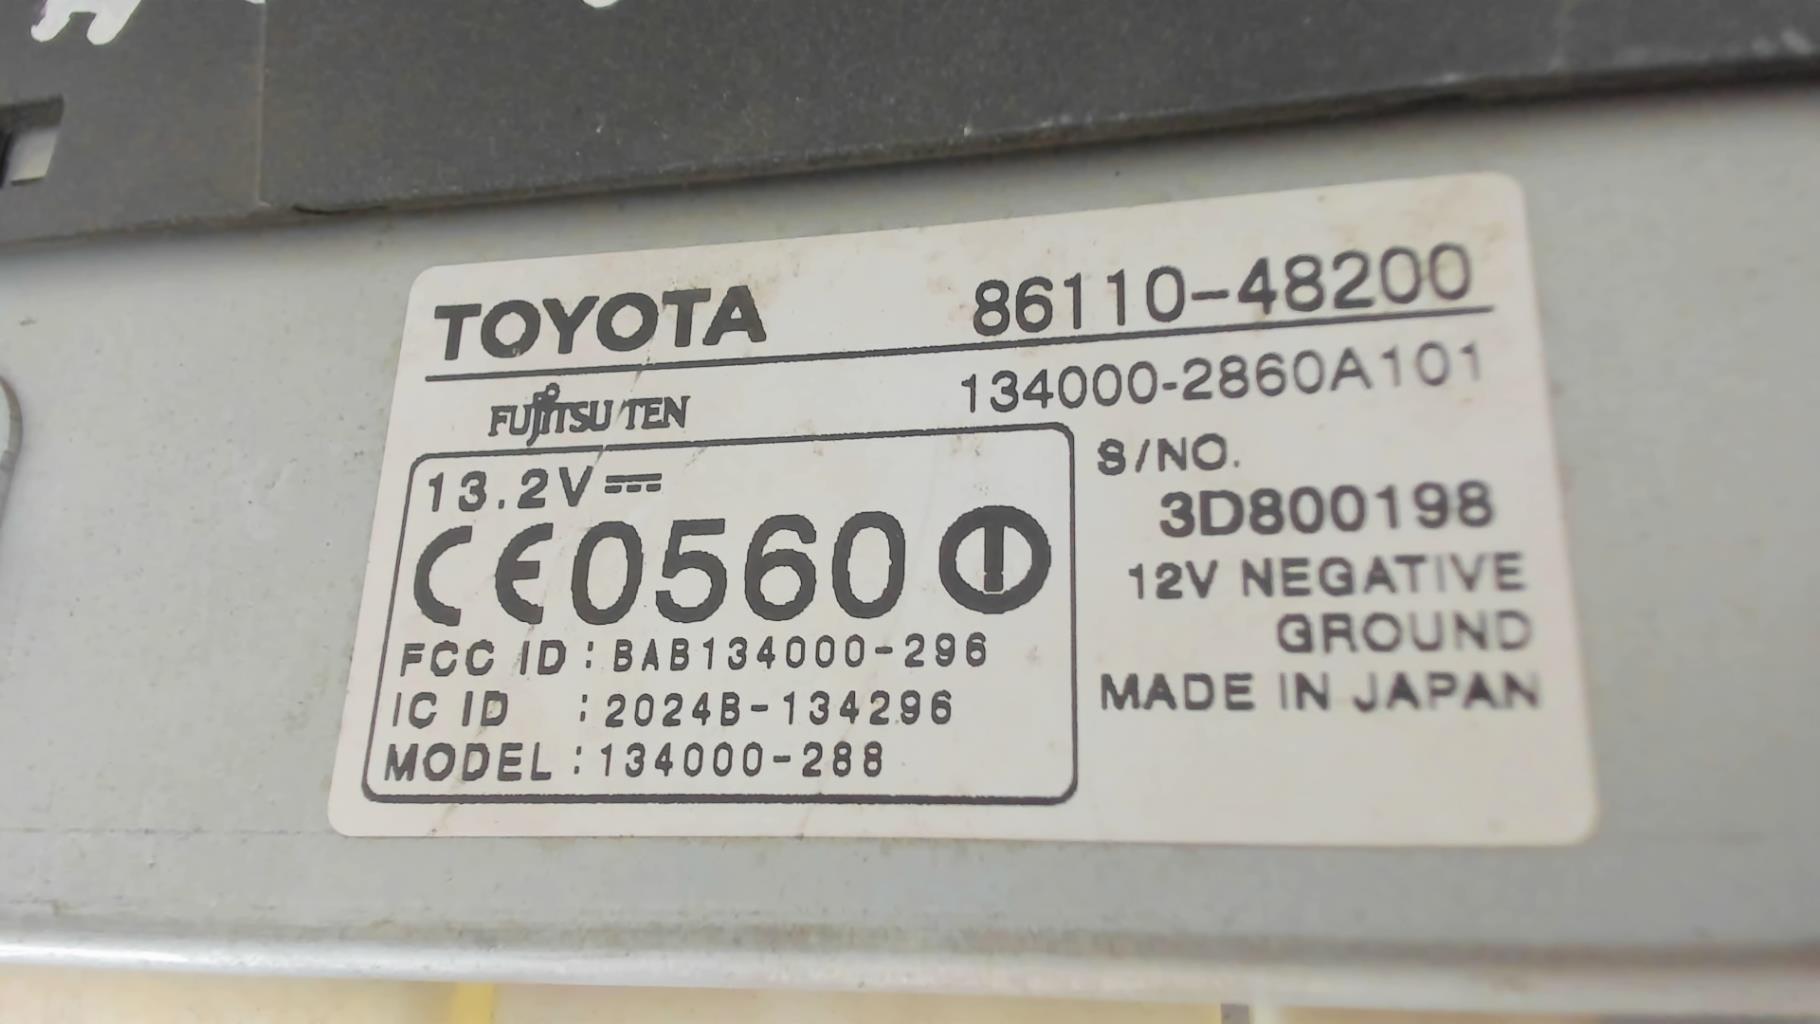 TOYOTA 86110-48200
FUJITSU TEN 134000-2860A101
13.2V
CE0560
FCC ID : BAB134000-296
IC ID : 2024B-134296
MODEL : 134000-288
S/NO.
3D800198
12V NEGATIVE
GROUND
MADE IN JAPAN